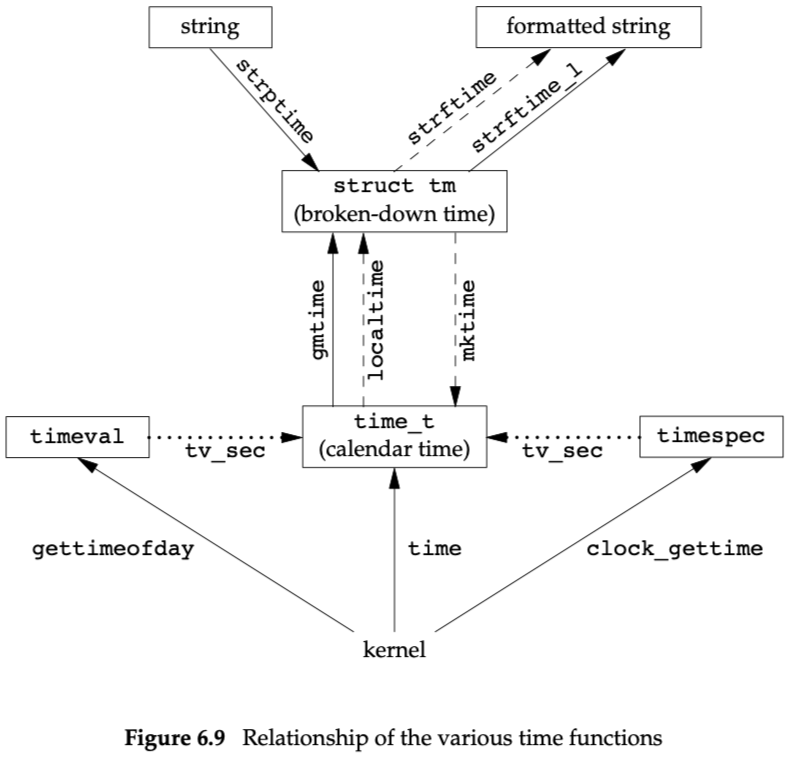 string
formatted string
strptime
strftime
strftime_l
struct tm
(broken-down time)
gmtime
localtime
mktime
timeval
tv_sec
time_t
(calendar time)
tv_sec
timespec
gettimeofday
time
clock_gettime
kernel
Figure 6.9 Relationship of the various time functions